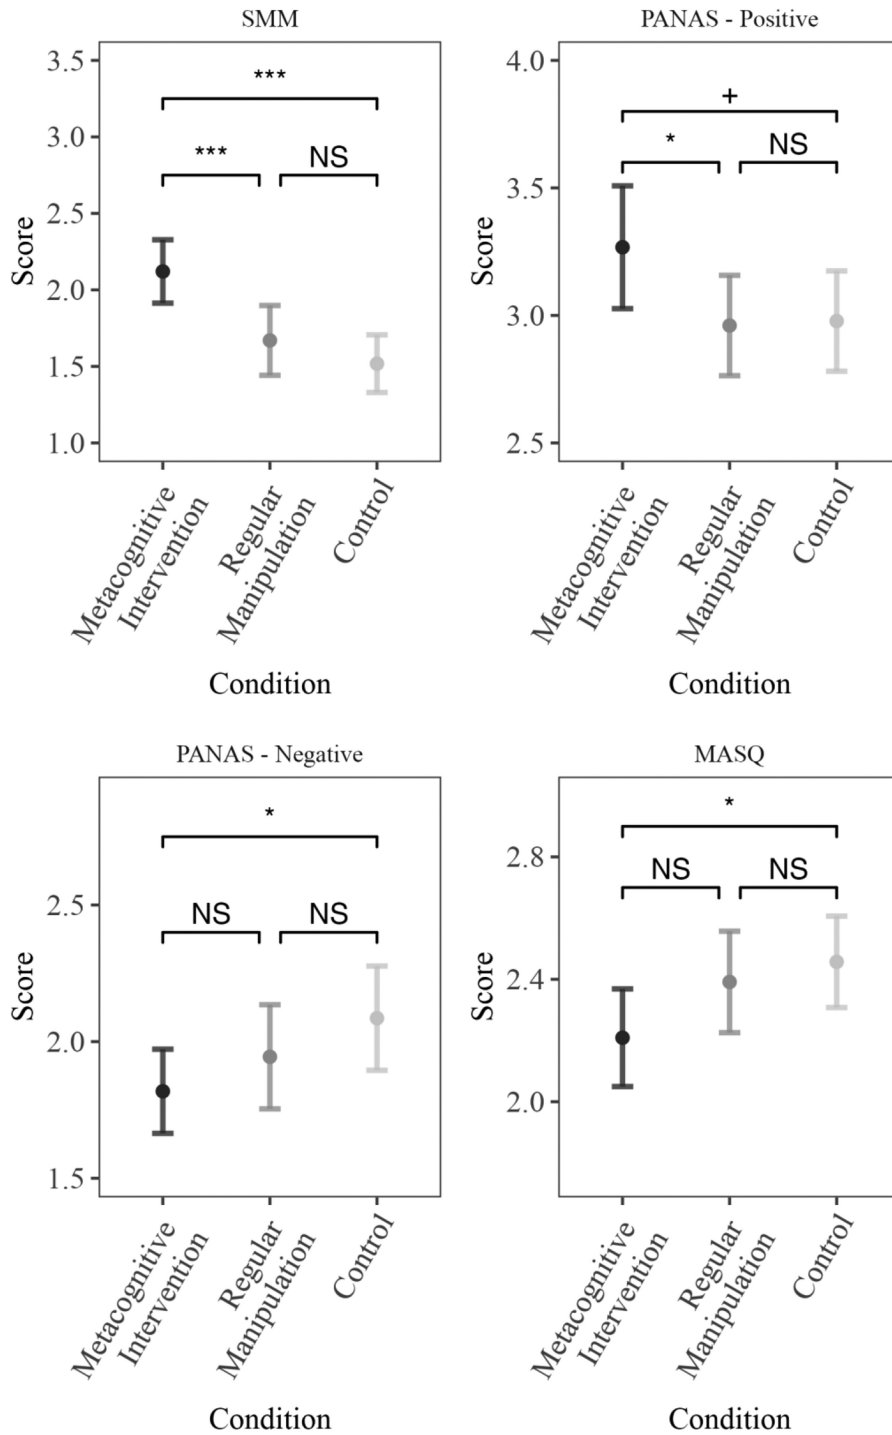 SMM
3.5
3.0
2.5
2.0
1.5
1.0
Score
***
***
NS
Metacognitive
Intervention
Regular
Manipulation
Control
Condition
PANAS - Positive
4.0
3.5
3.0
2.5
Score
+
*
NS
Metacognitive
Intervention
Regular
Manipulation
Control
Condition
PANAS - Negative
2.5
2.0
1.5
Score
*
NS
NS
Metacognitive
Intervention
Regular
Manipulation
Control
Condition
MASQ
2.8
2.4
2.0
Score
*
NS
NS
Metacognitive
Intervention
Regular
Manipulation
Control
Condition